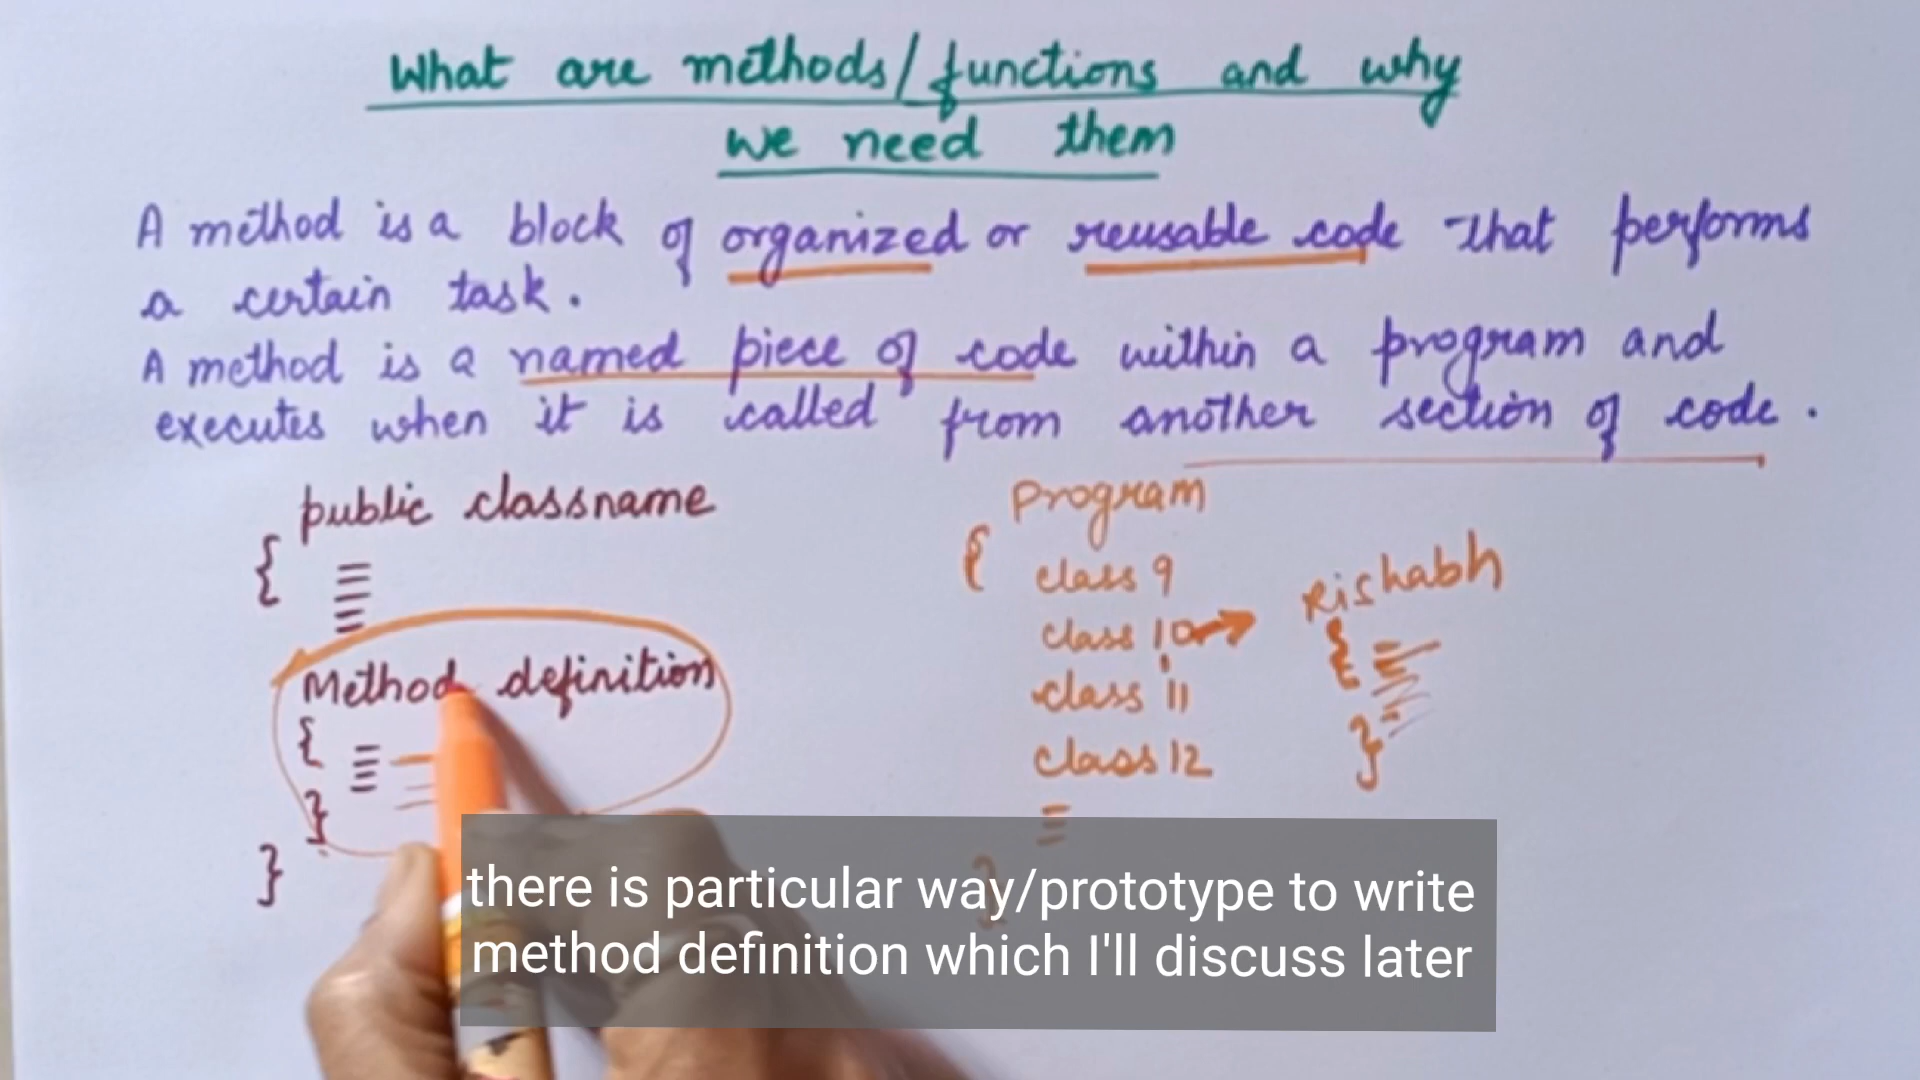 What are methods/functions and why
we need them
A method is a block of organized or reusable code that performs
a certain task.
A method is a named piece of code within a program and
executes when it is called from another section of code.
public classname
{
Method definition
{
}
}
Program
{
class 9
class 10
class 11
class 12
}
Rishabh
{
}
there is particular way/prototype to write
method definition which I'll discuss later